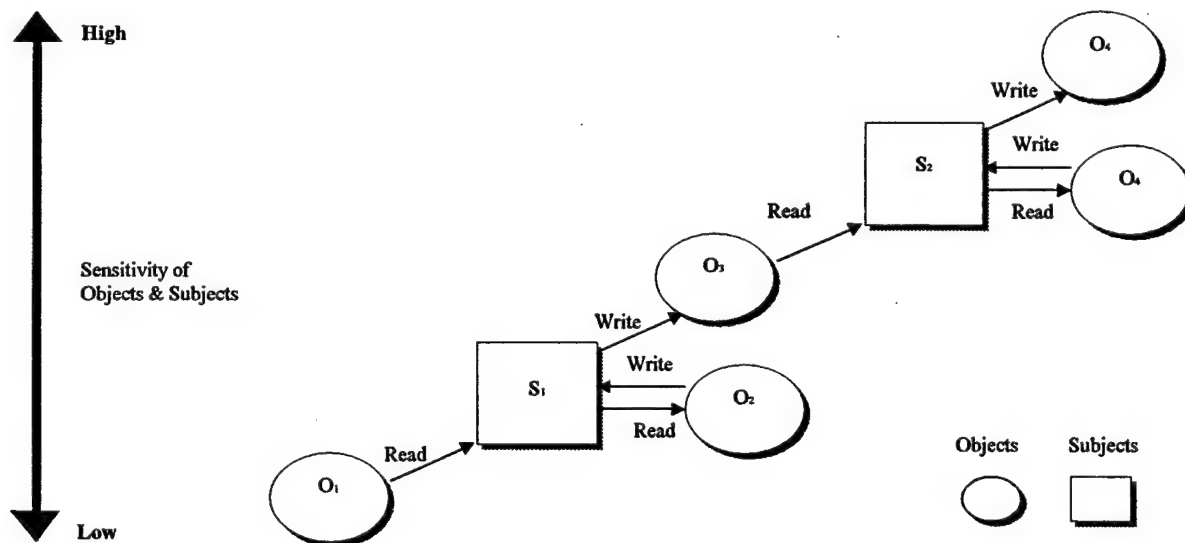 High
O₄
Write
Write
S₂
O₄
Read
Read
Sensitivity of
Objects & Subjects
O₃
Write
Write
S₁
O₂
Read
Read
Objects
Subjects
O₁
Low